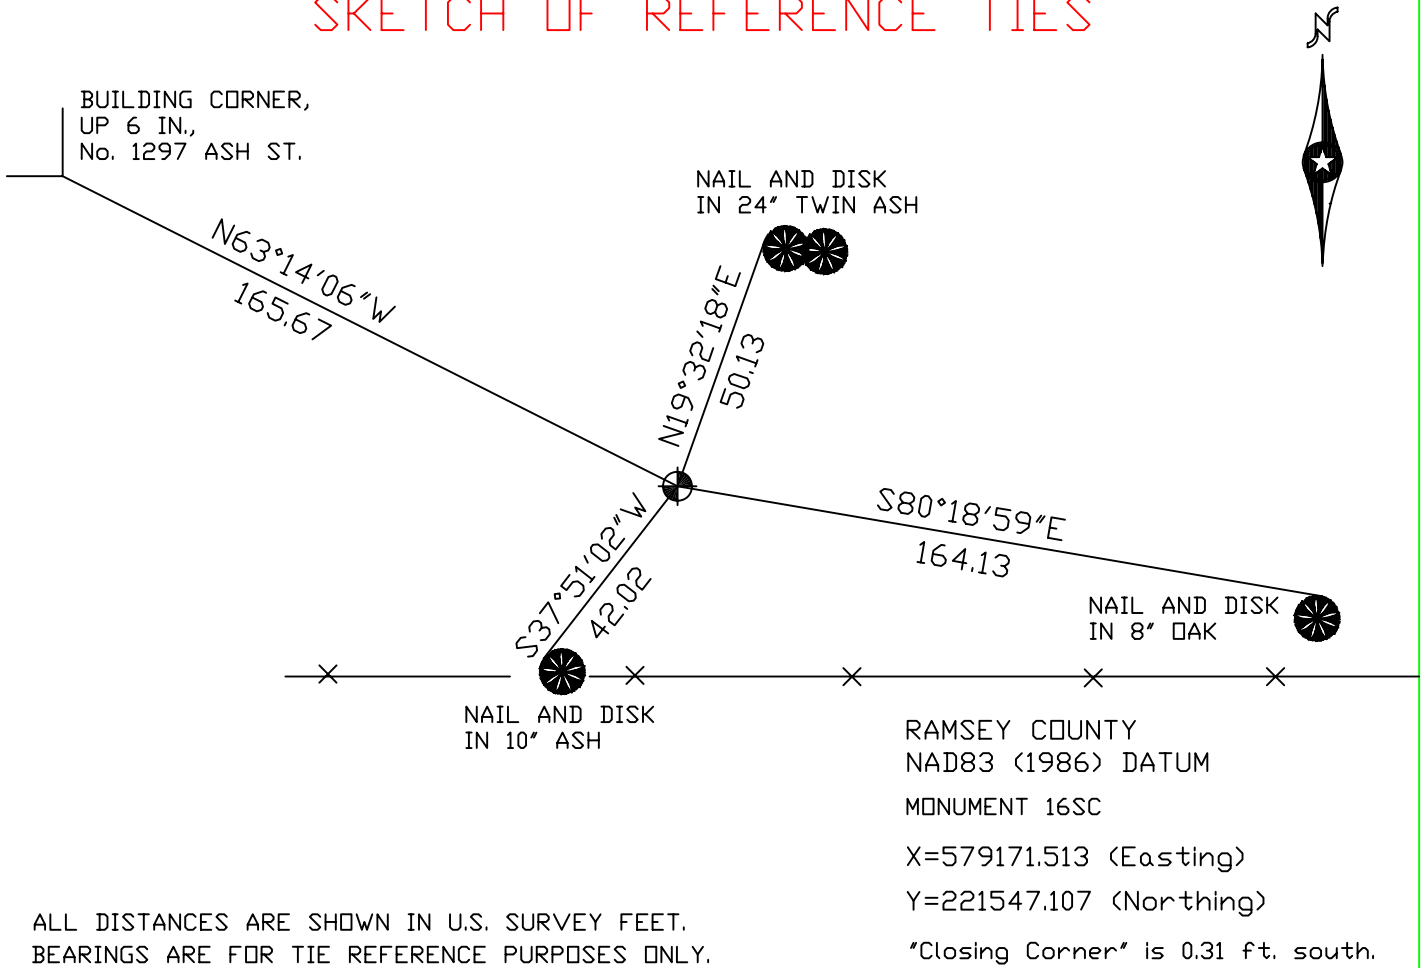 SKETCH OF REFERENCE TIES
N
BUILDING CORNER,
UP 6 IN.,
No. 1297 ASH ST.
NAIL AND DISK
IN 24" TWIN ASH
N63°14'06"W
165.67
N19°32'18"E
50.13
S80°18'59"E
164.13
S37°51'02"W
42.02
NAIL AND DISK
IN 8" OAK
NAIL AND DISK
IN 10" ASH
RAMSEY COUNTY
NAD83 (1986) DATUM
MONUMENT 16SC
X=579171.513 (Easting)
Y=221547.107 (Northing)
"Closing Corner" is 0.31 ft. south.
ALL DISTANCES ARE SHOWN IN U.S. SURVEY FEET.
BEARINGS ARE FOR TIE REFERENCE PURPOSES ONLY.